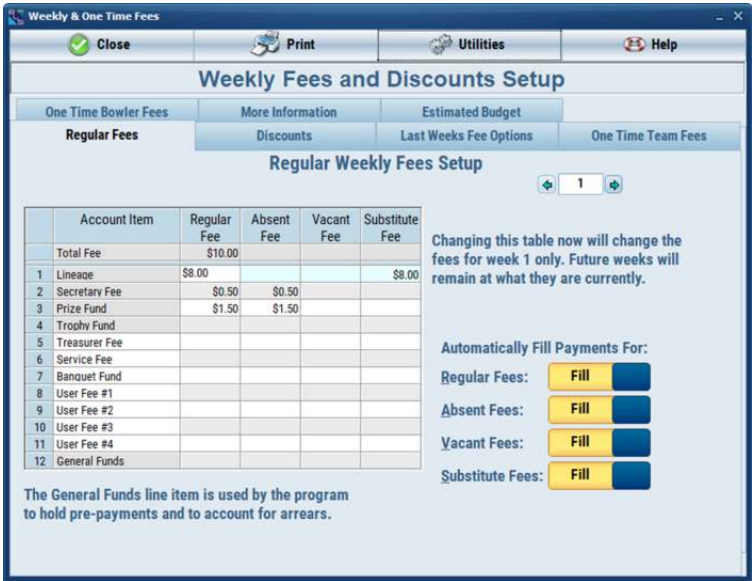 Weekly & One Time Fees
Close Print Utilities Help
Weekly Fees and Discounts Setup
One Time Bowler Fees More Information Estimated Budget
Regular Fees Discounts Last Weeks Fee Options One Time Team Fees
Regular Weekly Fees Setup
1
Account Item Regular Fee Absent Fee Vacant Fee Substitute Fee
Total Fee $10.00
1 Lineage $8.00 $8.00
2 Secretary Fee $0.50 $0.50
3 Prize Fund $1.50 $1.50
4 Trophy Fund
5 Treasurer Fee
6 Service Fee
7 Banquet Fund
8 User Fee #1
9 User Fee #2
10 User Fee #3
11 User Fee #4
12 General Funds
Changing this table now will change the
fees for week 1 only. Future weeks will
remain at what they are currently.
Automatically Fill Payments For:
Regular Fees: Fill
Absent Fees: Fill
Vacant Fees: Fill
Substitute Fees: Fill
The General Funds line item is used by the program
to hold pre-payments and to account for arrears.